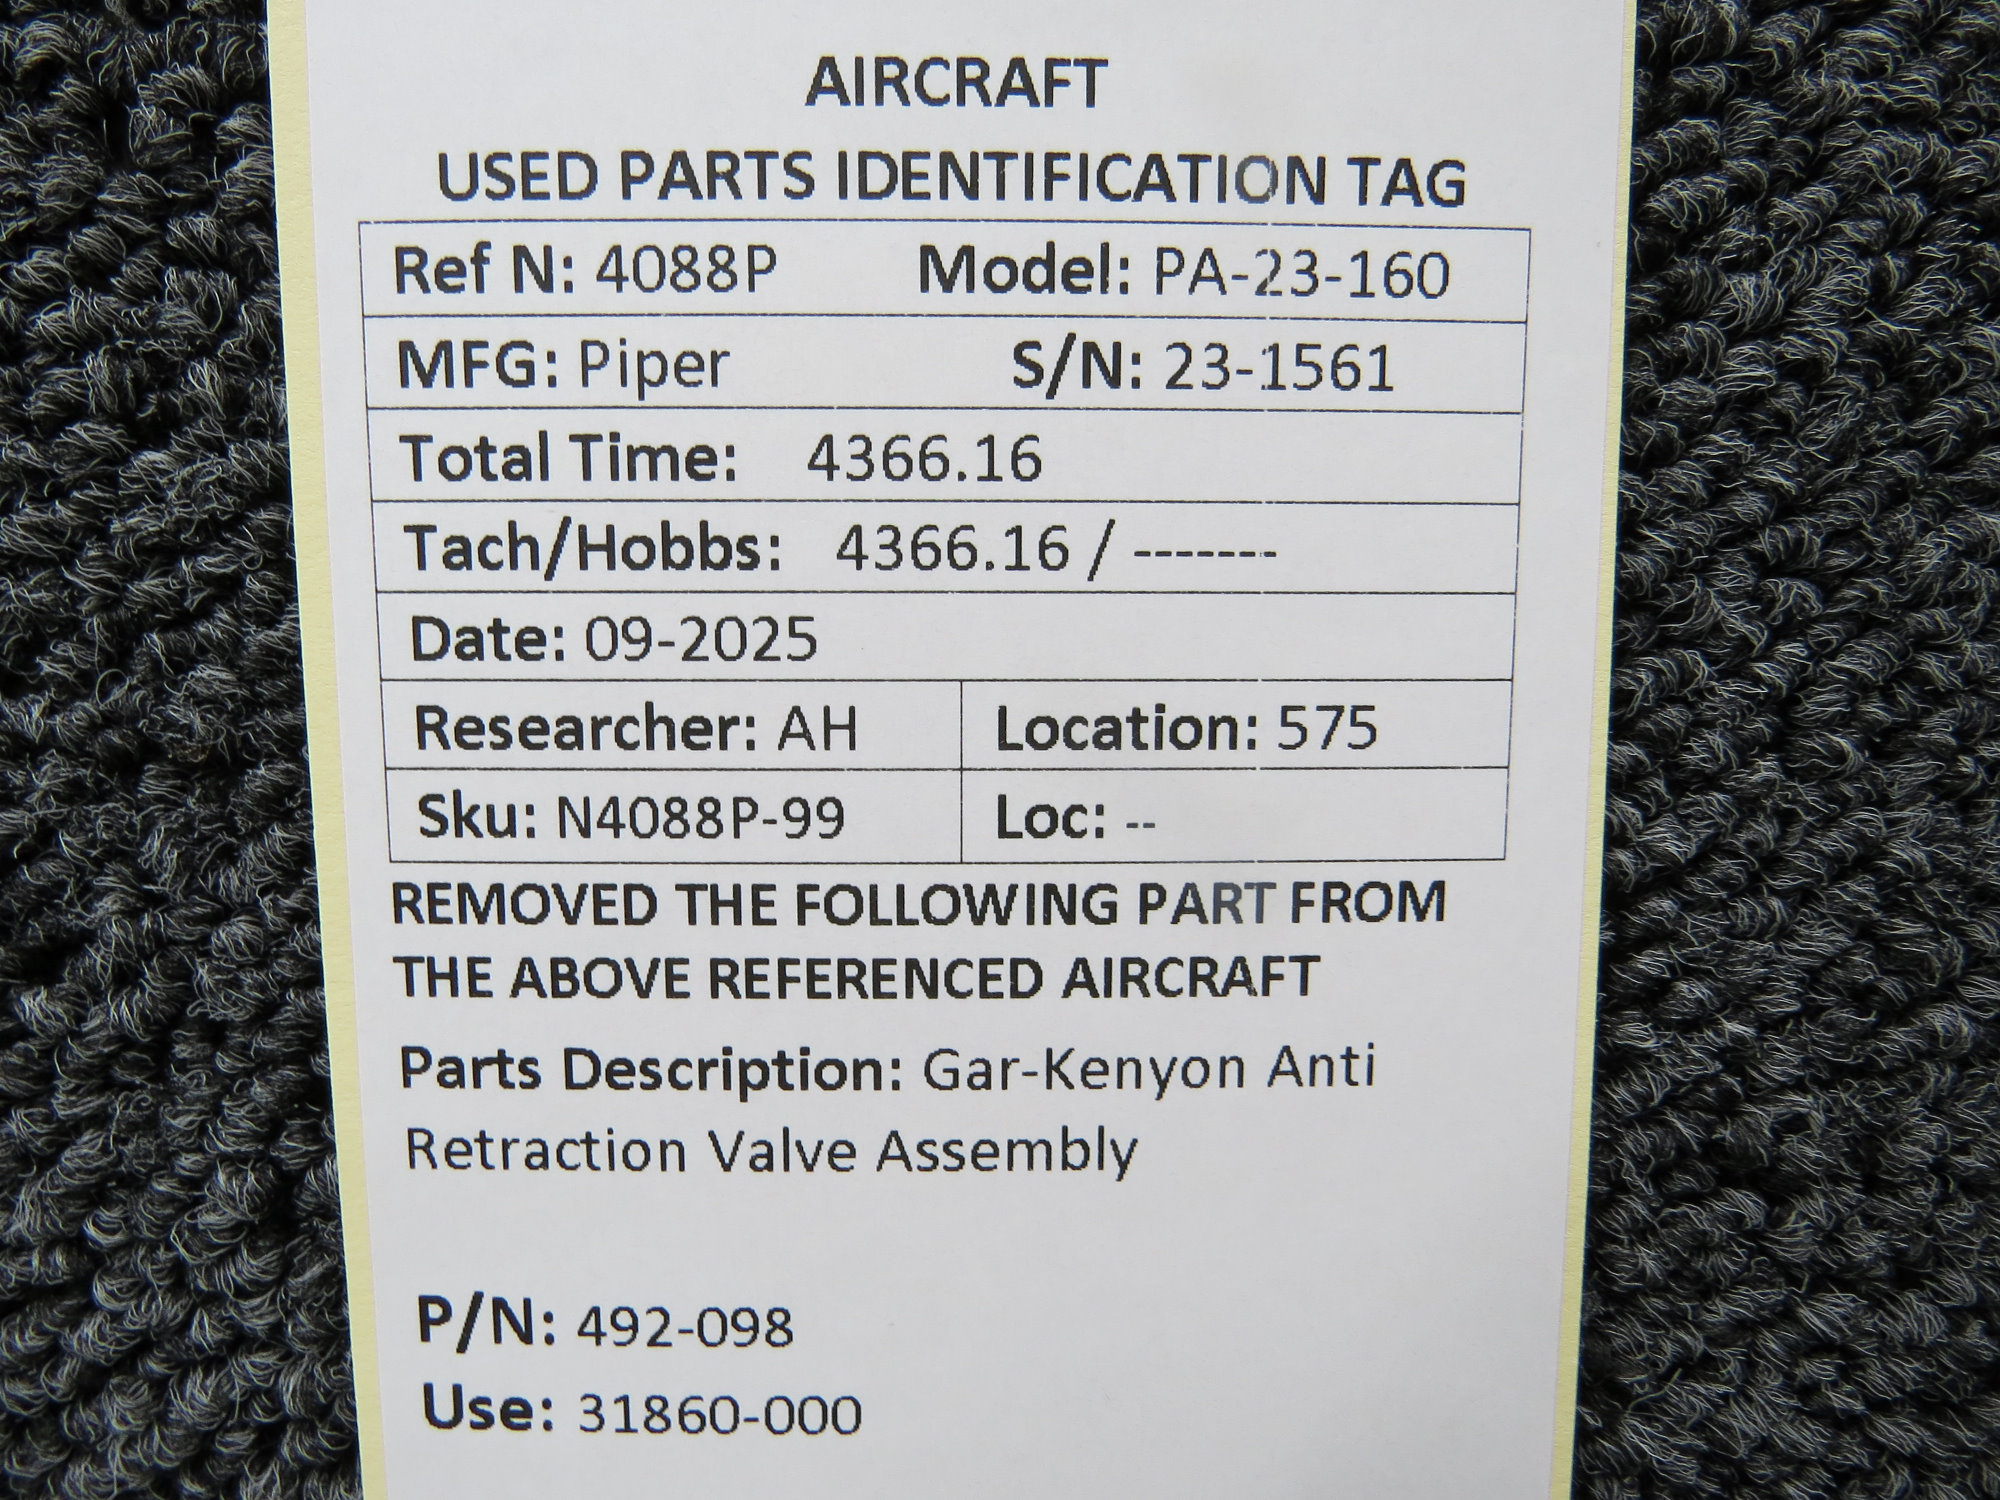 AIRCRAFT
USED PARTS IDENTIFICATION TAG
Ref N: 4088P Model: PA-23-160
MFG: Piper S/N: 23-1561
Total Time: 4366.16
Tach/Hobbs: 4366.16 / -------
Date: 09-2025
Researcher: AH Location: 575
Sku: N4088P-99 Loc: --
REMOVED THE FOLLOWING PART FROM
THE ABOVE REFERENCED AIRCRAFT
Parts Description: Gar-Kenyon Anti
Retraction Valve Assembly
P/N: 492-098
Use: 31860-000